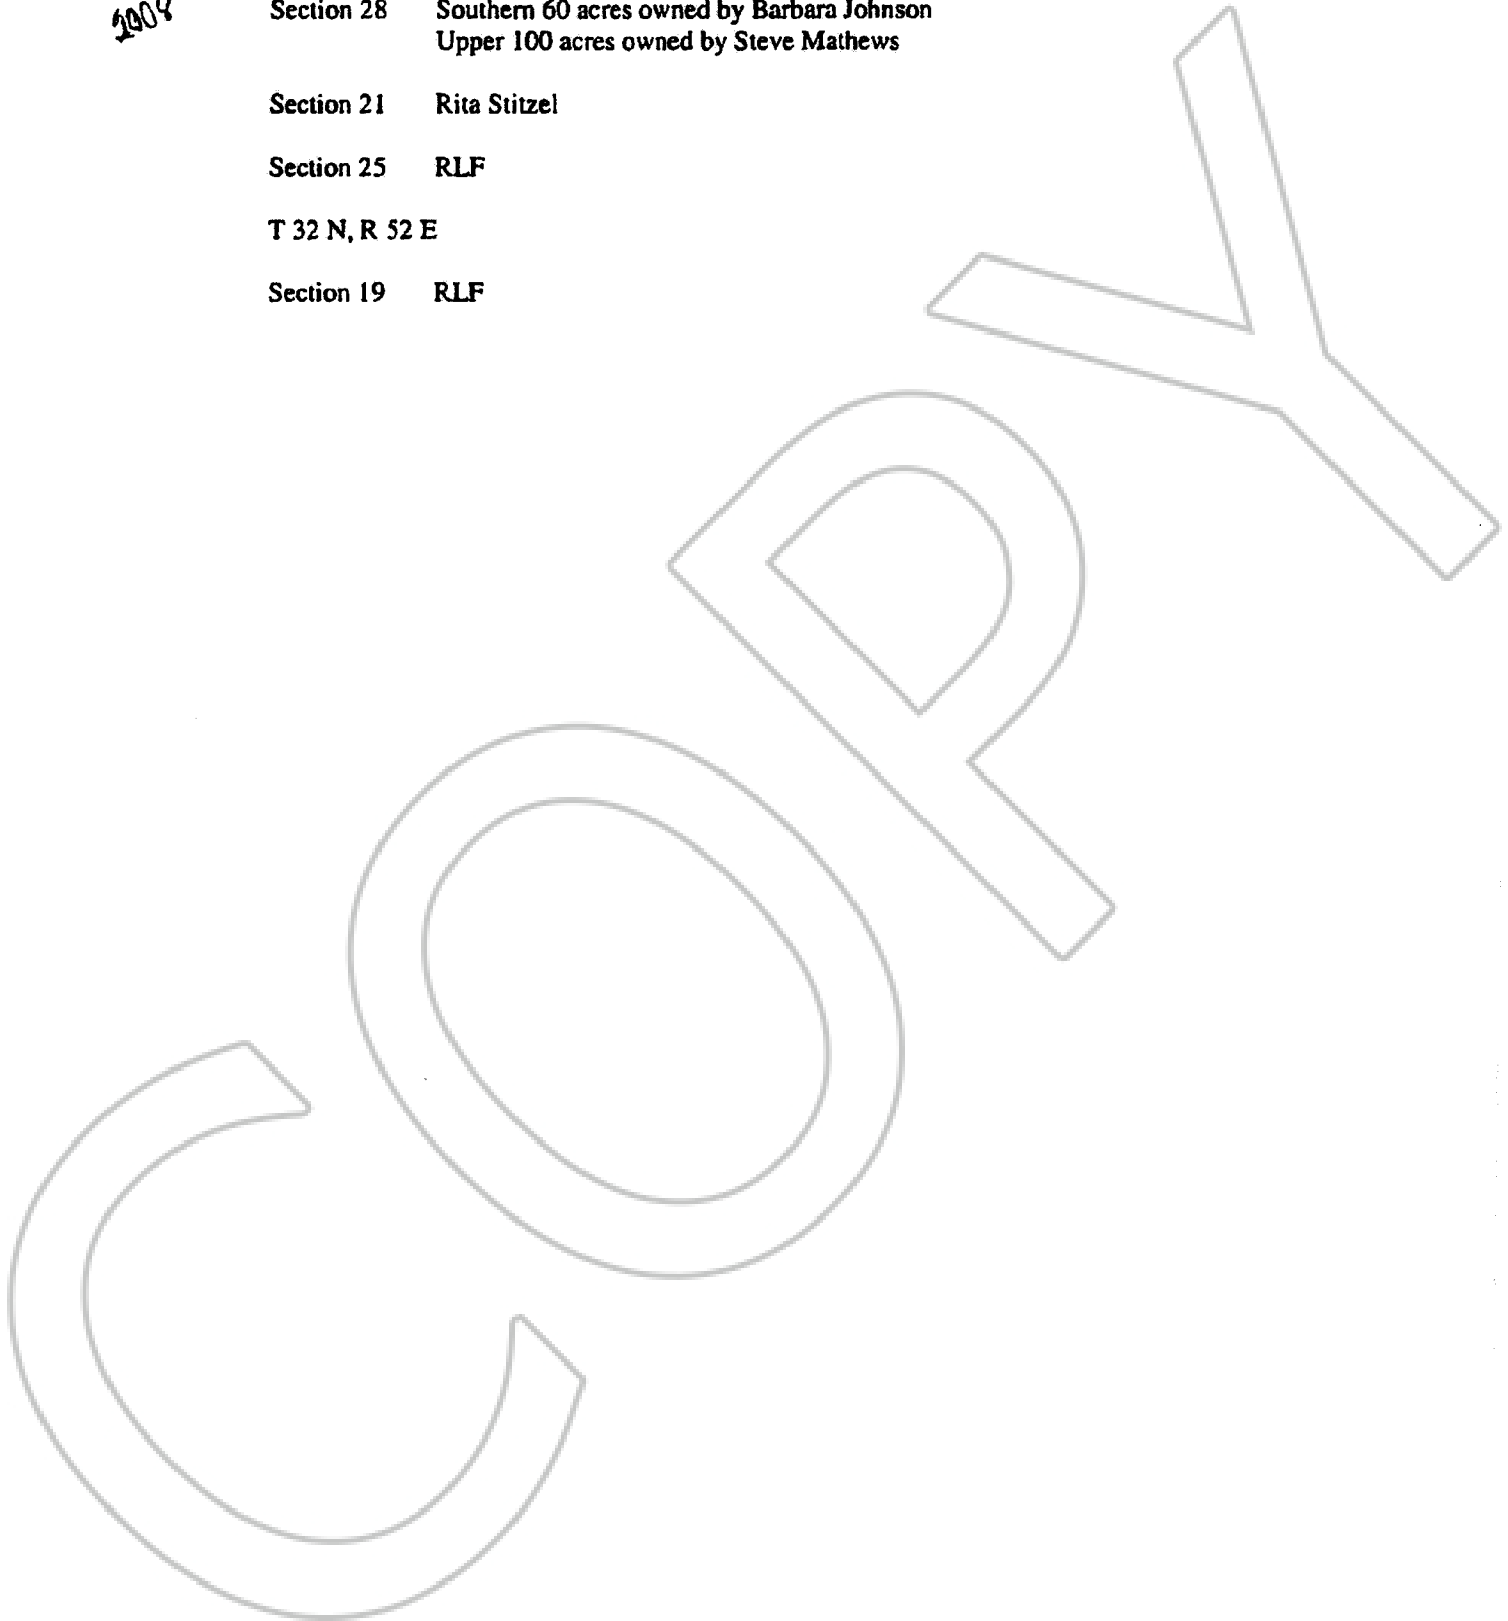 2008
Section 28 Southern 60 acres owned by Barbara Johnson
Upper 100 acres owned by Steve Mathews
Section 21 Rita Stitzel
Section 25 RLF
T 32 N, R 52 E
Section 19 RLF
COPY